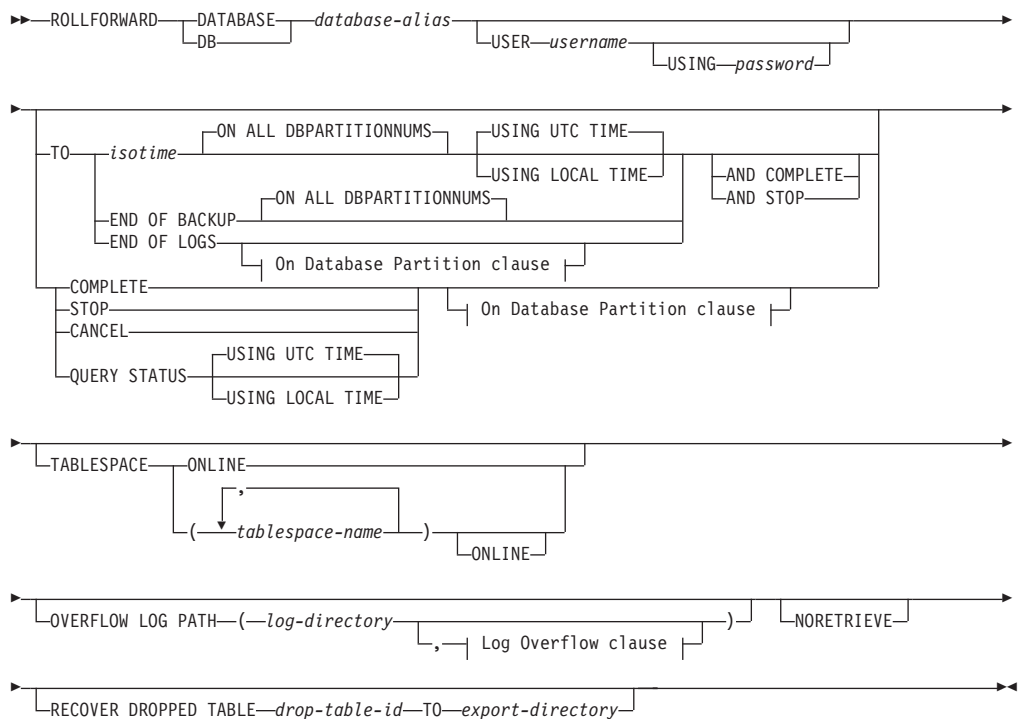 ROLLFORWARD DATABASE database-alias
DB USER username
USING password
ON ALL DBPARTITIONNUMS USING UTC TIME
TO isotime
USING LOCAL TIME AND COMPLETE
ON ALL DBPARTITIONNUMS AND STOP
END OF BACKUP
END OF LOGS
On Database Partition clause
COMPLETE
STOP On Database Partition clause
CANCEL
USING UTC TIME
QUERY STATUS
USING LOCAL TIME
TABLESPACE ONLINE
,
( tablespace-name )
ONLINE
OVERFLOW LOG PATH ( log-directory ) NORETRIEVE
, Log Overflow clause
RECOVER DROPPED TABLE drop-table-id TO export-directory